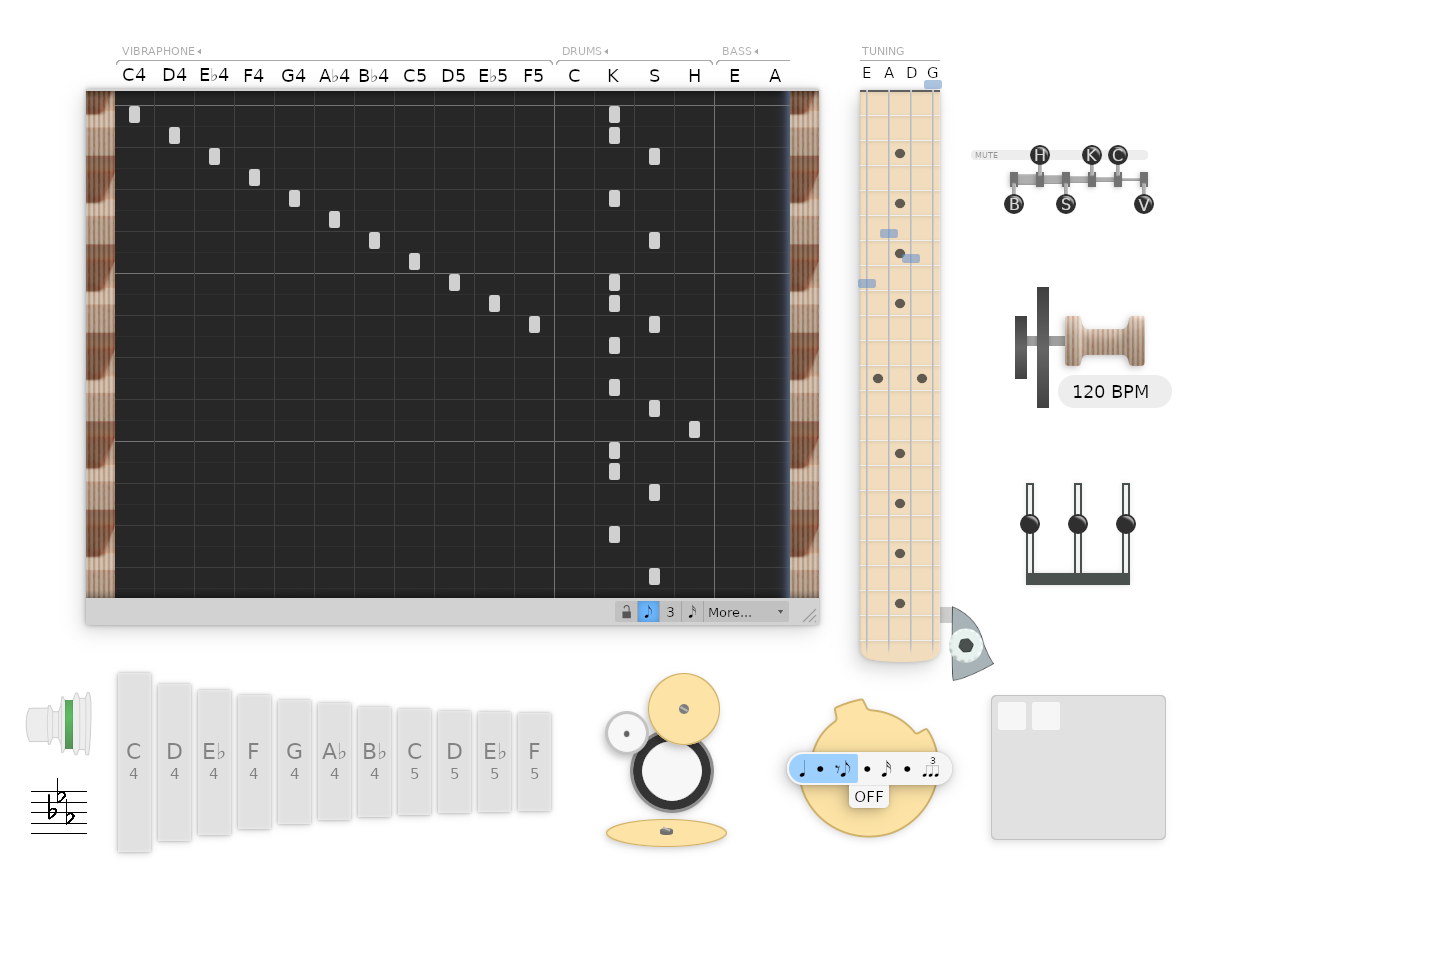 VIBRAPHONE DRUMS BASS TUNING
C4 D4 E♭4 F4 G4 A♭4 B♭4 C5 D5 E♭5 F5 C K S H E A E A D G
MUTE H K C
B S V
120 BPM
3 More...
C D E♭ F G A♭ B♭ C D E♭ F
4 4 4 4 4 4 4 5 5 5 5
3
OFF